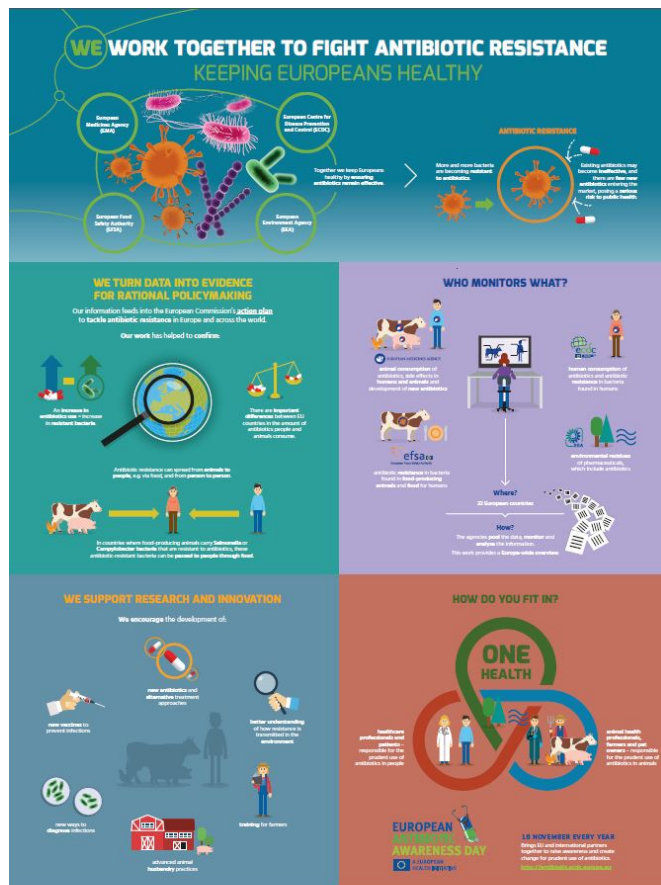 WE WORK TOGETHER TO FIGHT ANTIBIOTIC RESISTANCE
KEEPING EUROPEANS HEALTHY
European
Medicines Agency
(EMA)
European Centre for
Disease Prevention
and Control (ECDC)
European Food
Safety Authority
(EFSA)
European
Environment Agency
(EEA)
Together we keep Europeans
healthy by ensuring
antibiotics remain effective.
ANTIBIOTIC RESISTANCE
More and more bacteria
are becoming resistant
to antibiotics.
Existing antibiotics may
become ineffective, and
there are few new
antibiotics entering the
market, posing a serious
risk to public health.
WE TURN DATA INTO EVIDENCE
FOR RATIONAL POLICYMAKING
Our information feeds into the European Commission's action plan
to tackle antibiotic resistance in Europe and across the world.
Our work has helped to confirm:
An increase in
antibiotics use = increase
in resistant bacteria.
There are important
differences between EU
countries in the amount of
antibiotics people and
animals consume.
Antibiotic resistance can spread from animals to
people, e.g. via food, and from person to person.
In countries where food-producing animals carry Salmonella or
Campylobacter bacteria that are resistant to antibiotics, these
antibiotic-resistant bacteria can be passed to people through food.
WHO MONITORS WHAT?
EUROPEAN MEDICINES AGENCY
animal consumption of
antibiotics, side effects in
humans and animals and
development of new antibiotics
ecdc
human consumption of
antibiotics and antibiotic
resistance in bacteria
found in humans
efsa
European Food Safety Authority
antibiotic resistance in bacteria
found in food-producing
animals and food for humans
environmental residues
of pharmaceuticals,
which include antibiotics
Where?
European countries
How?
The agencies pool the data, monitor and
analyse the information.
This work provides a Europe-wide overview.
WE SUPPORT RESEARCH AND INNOVATION
We encourage the development of:
new antibiotics and
alternative treatment
approaches
new vaccines to
prevent infections
better understanding
of how resistance is
transmitted in the
environment
new ways to
diagnose infections
training for farmers
advanced animal
husbandry practices
HOW DO YOU FIT IN?
ONE
HEALTH
healthcare
professionals and
patients –
responsible for the
prudent use of
antibiotics in people
animal health
professionals,
farmers and pet
owners – responsible
for the prudent use of
antibiotics in animals
EUROPEAN
ANTIBIOTIC
AWARENESS DAY
A EUROPEAN
HEALTH INITIATIVE
18 NOVEMBER EVERY YEAR
Brings EU and international partners
together to raise awareness and create
change for prudent use of antibiotics.